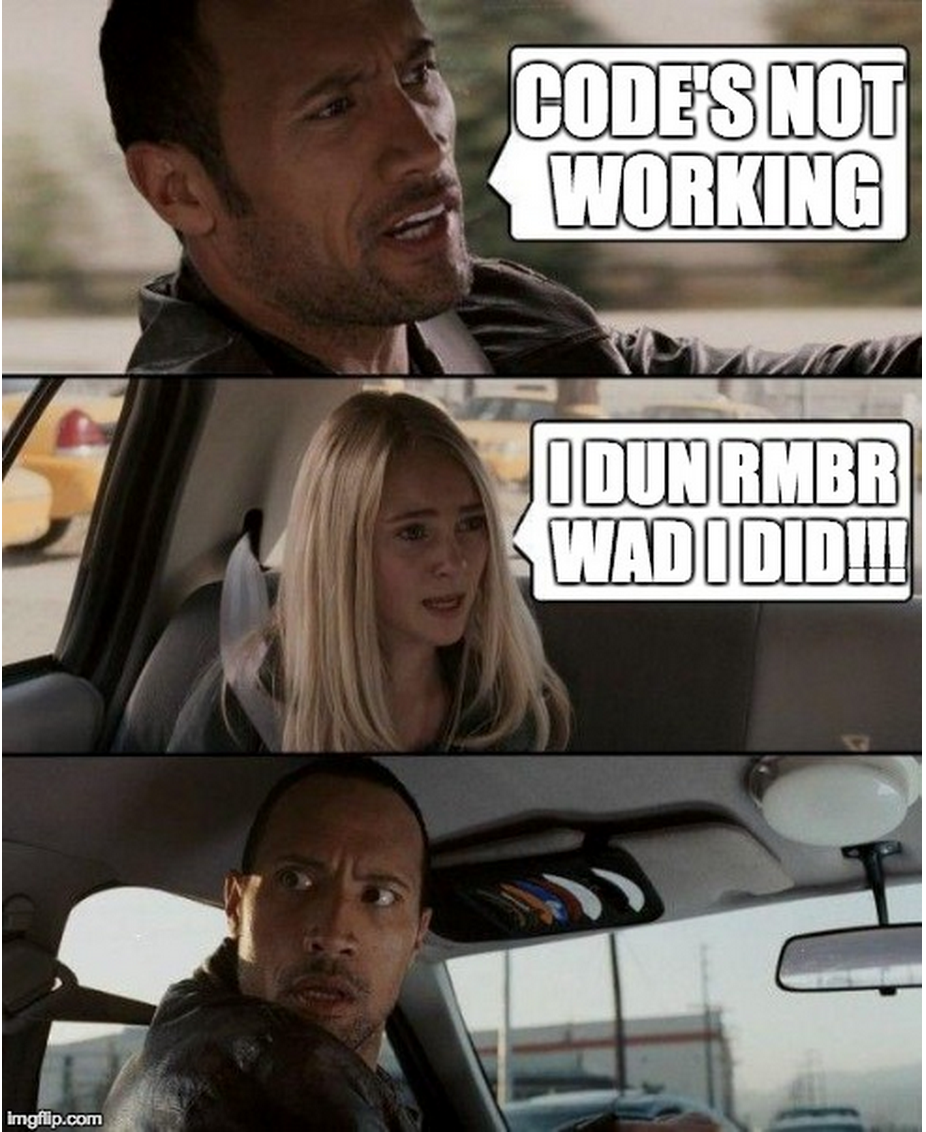 CODE'S NOT
WORKING
I DUN RMBR
WAD I DID!!!
imgflip.com